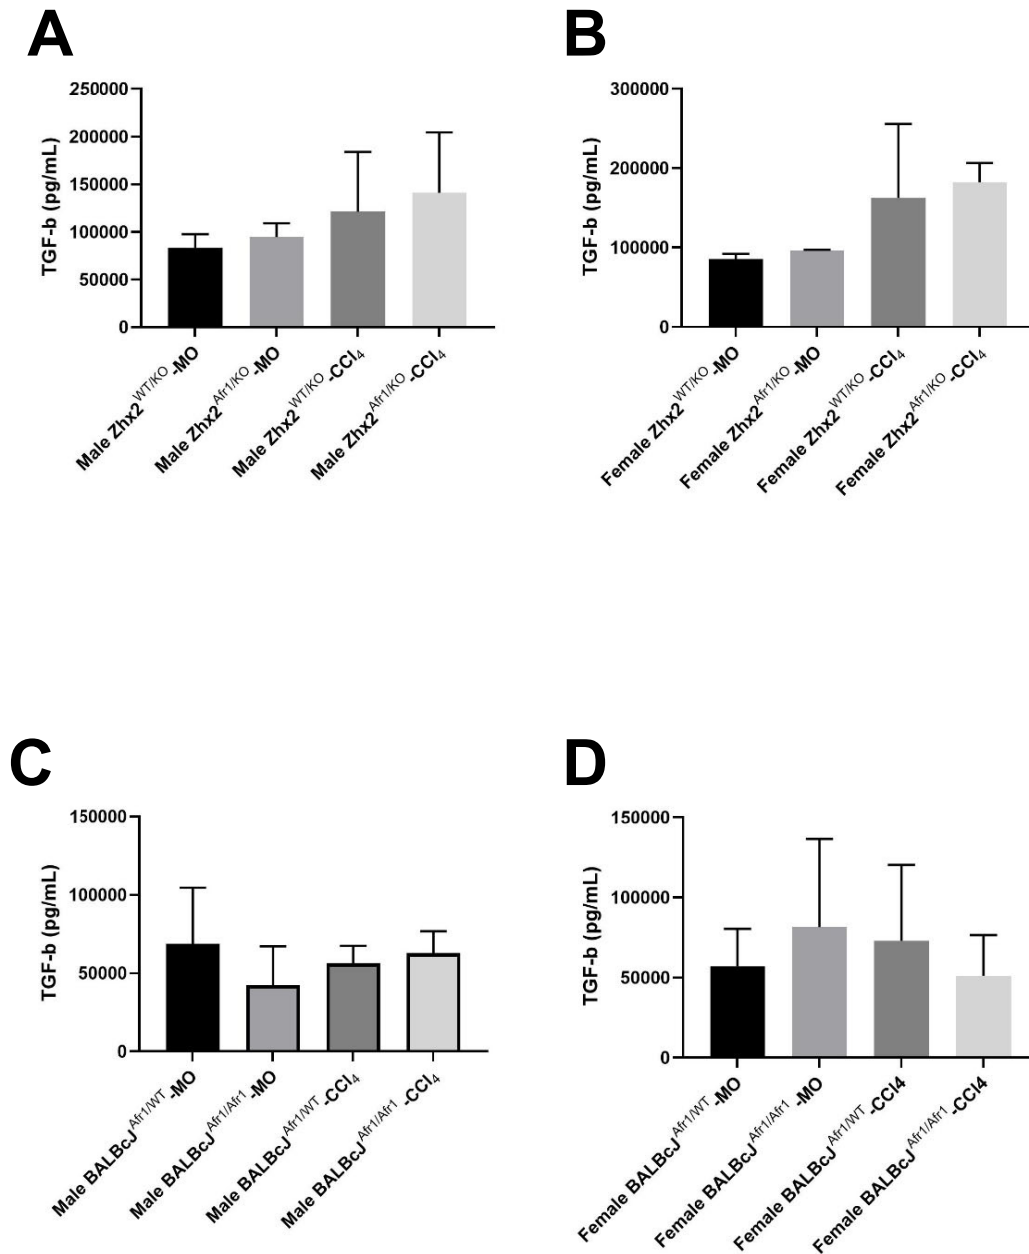 A
250000
200000
150000
100000
50000
0
TGF-b (pg/mL)
Male Zhx2WT/KO -MO
Male Zhx2Afr1/KO -MO
Male Zhx2WT/KO -CCl4
Male Zhx2Afr1/KO -CCl4
B
300000
200000
100000
0
TGF-b (pg/mL)
Female Zhx2WT/KO -MO
Female Zhx2Afr1/KO -MO
Female Zhx2WT/KO -CCl4
Female Zhx2Afr1/KO -CCl4
C
150000
100000
50000
0
TGF-b (pg/mL)
Male BALBcJAfr1/WT -MO
Male BALBcJAfr1/Afr1 -MO
Male BALBcJAfr1/WT -CCl4
Male BALBcJAfr1/Afr1 -CCl4
D
150000
100000
50000
0
TGF-b (pg/mL)
Female BALBcJAfr1/WT -MO
Female BALBcJAfr1/Afr1 -MO
Female BALBcJAfr1/WT -CCl4
Female BALBcJAfr1/Afr1 -CCl4